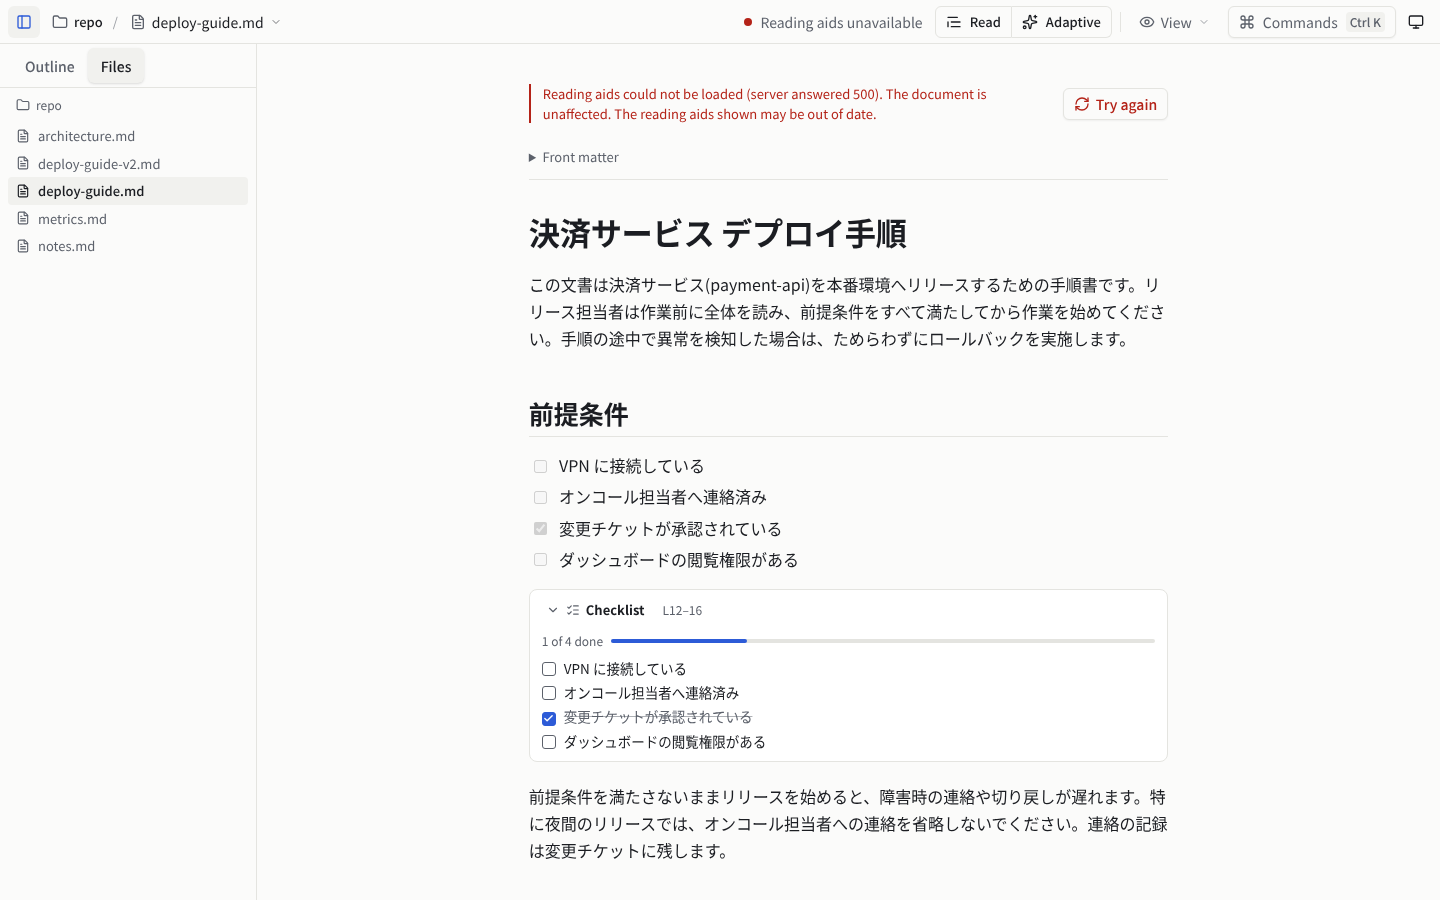 repo / deploy-guide.md
Reading aids unavailable
Read
Adaptive
View
Commands Ctrl K
Outline
Files
repo
architecture.md
deploy-guide-v2.md
deploy-guide.md
metrics.md
notes.md
Reading aids could not be loaded (server answered 500). The document is
unaffected. The reading aids shown may be out of date.
Try again
Front matter
決済サービス デプロイ手順
この文書は決済サービス(payment-api)を本番環境へリリースするための手順書です。リ
リース担当者は作業前に全体を読み、前提条件をすべて満たしてから作業を始めてくださ
い。手順の途中で異常を検知した場合は、ためらわずにロールバックを実施します。
前提条件
VPN に接続している
オンコール担当者へ連絡済み
変更チケットが承認されている
ダッシュボードの閲覧権限がある
Checklist L12–16
1 of 4 done
VPN に接続している
オンコール担当者へ連絡済み
変更チケットが承認されている
ダッシュボードの閲覧権限がある
前提条件を満たさないままリリースを始めると、障害時の連絡や切り戻しが遅れます。特
に夜間のリリースでは、オンコール担当者への連絡を省略しないでください。連絡の記録
は変更チケットに残します。